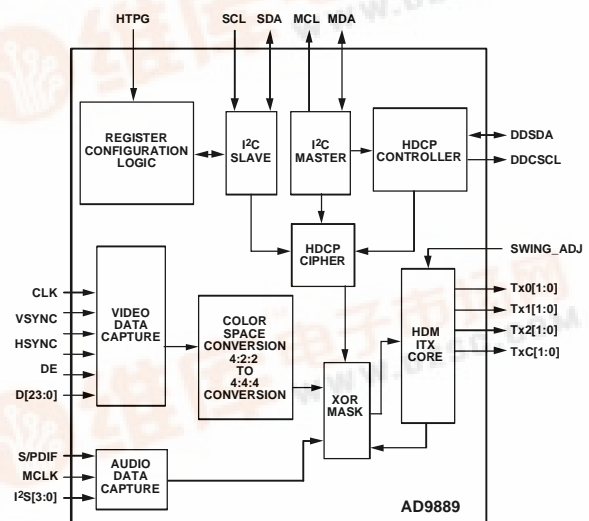 HTPG SCL SDA MCL MDA
REGISTER
CONFIGURATION
LOGIC
I²C
SLAVE
I²C
MASTER
HDCP
CONTROLLER
DDSDA
DDCSCL
HDCP
CIPHER
SWING_ADJ
CLK
VSYNC
HSYNC
DE
D[23:0]
VIDEO
DATA
CAPTURE
COLOR
SPACE
CONVERSION
4:2:2
TO
4:4:4
CONVERSION
XOR
MASK
HDM
ITX
CORE
Tx0[1:0]
Tx1[1:0]
Tx2[1:0]
TxC[1:0]
S/PDIF
MCLK
I²S[3:0]
AUDIO
DATA
CAPTURE
AD9889